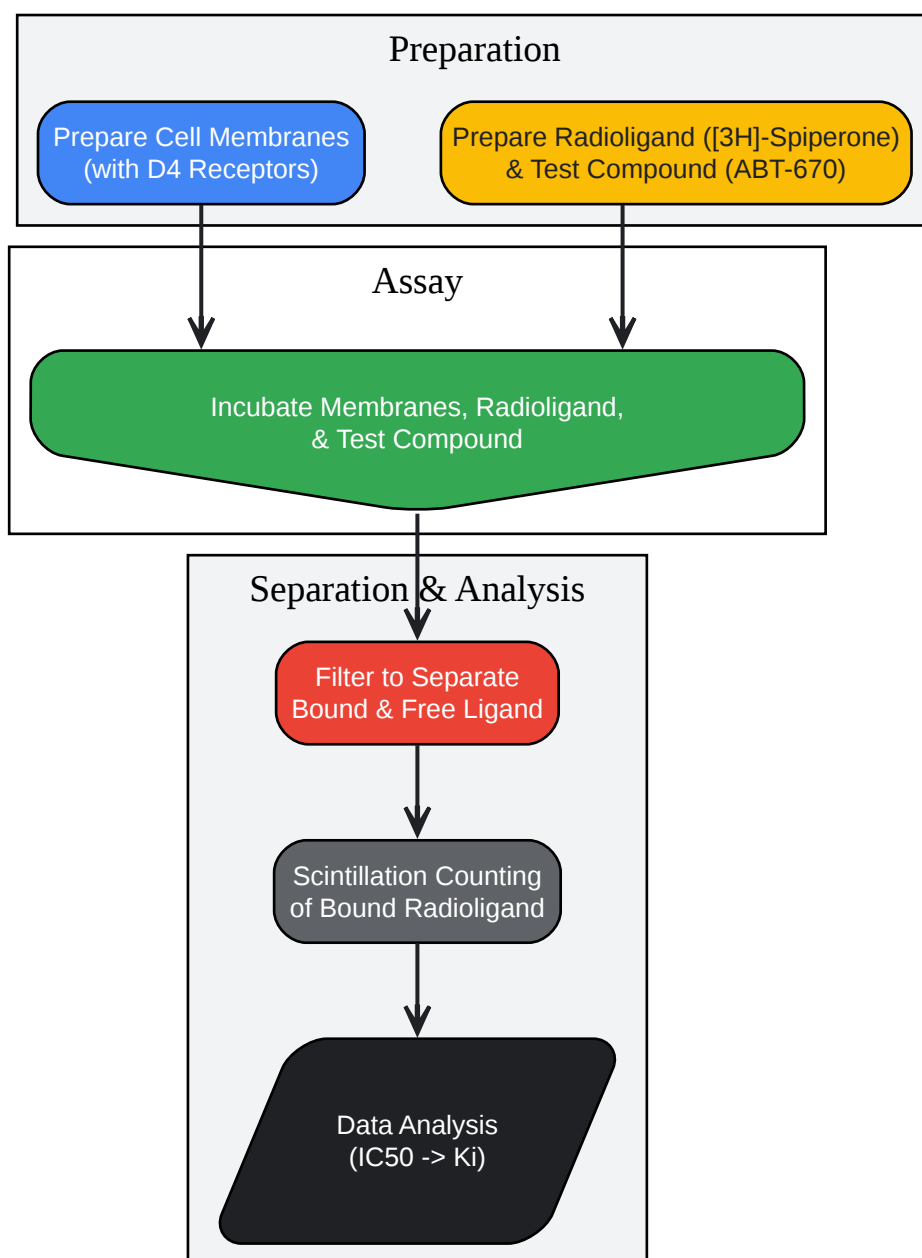 Preparation
Prepare Cell Membranes
(with D4 Receptors)
Prepare Radioligand ([3H]-Spiperone)
& Test Compound (ABT-670)
Assay
Incubate Membranes, Radioligand,
& Test Compound
Separation & Analysis
Filter to Separate
Bound & Free Ligand
Scintillation Counting
of Bound Radioligand
Data Analysis
(IC50 -> Ki)